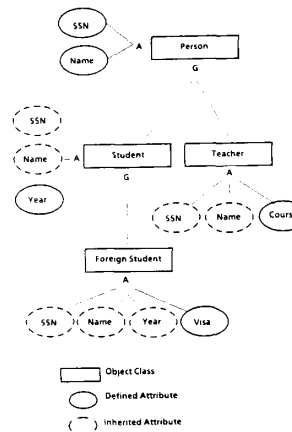 SSN
A
Person
Name
G
SSN
Name
A
Student
Teacher
G
A
Year
SSN
Name
Cours
Foreign Student
A
SSN
Name
Year
Visa
Object Class
Defined Attribute
Inherited Attribute